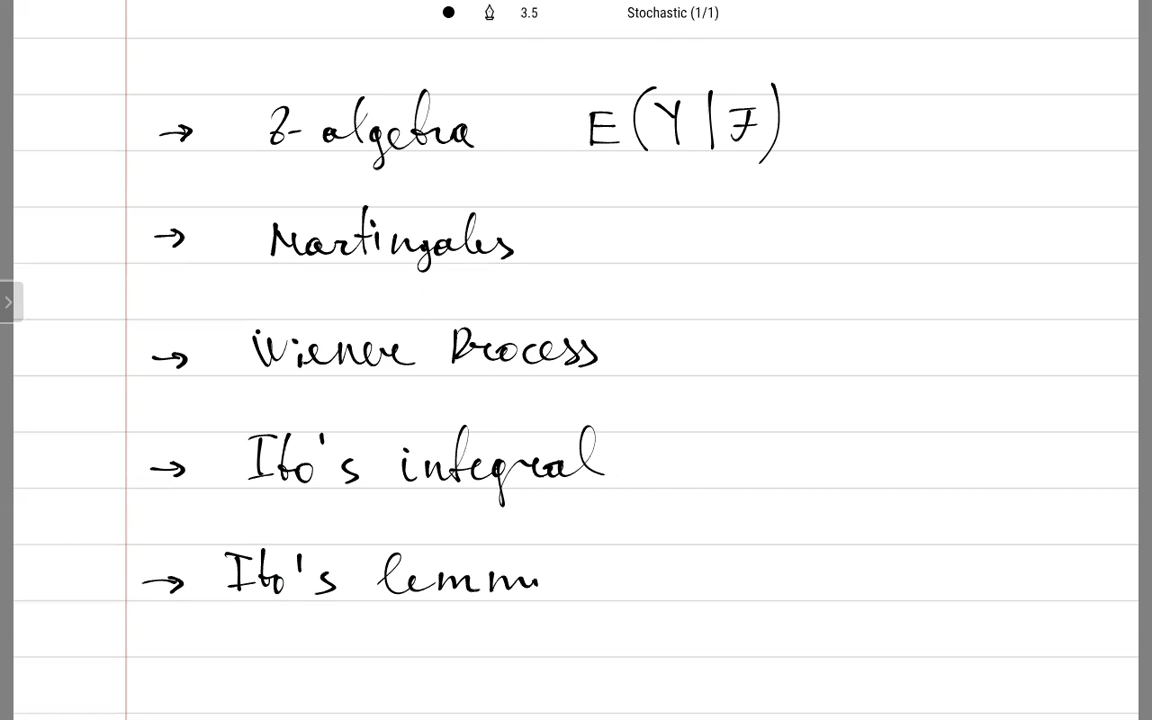 3.5 Stochastic (1/1)
→ σ-algebra E(Y|F)
→ Martingales
→ Wiener Process
→ Ito's integral
→ Ito's lemm